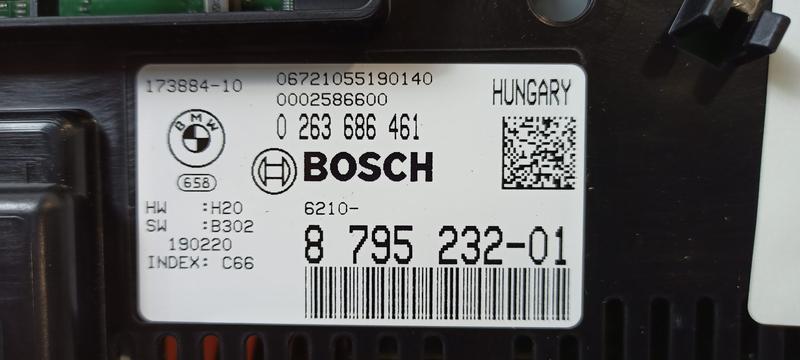 173884-10
06721055190140
0002586600
HUNGARY
BMW
0 263 686 461
658
BOSCH
HW :H20
SW :B302
190220
INDEX: C66
6210-
8 795 232-01